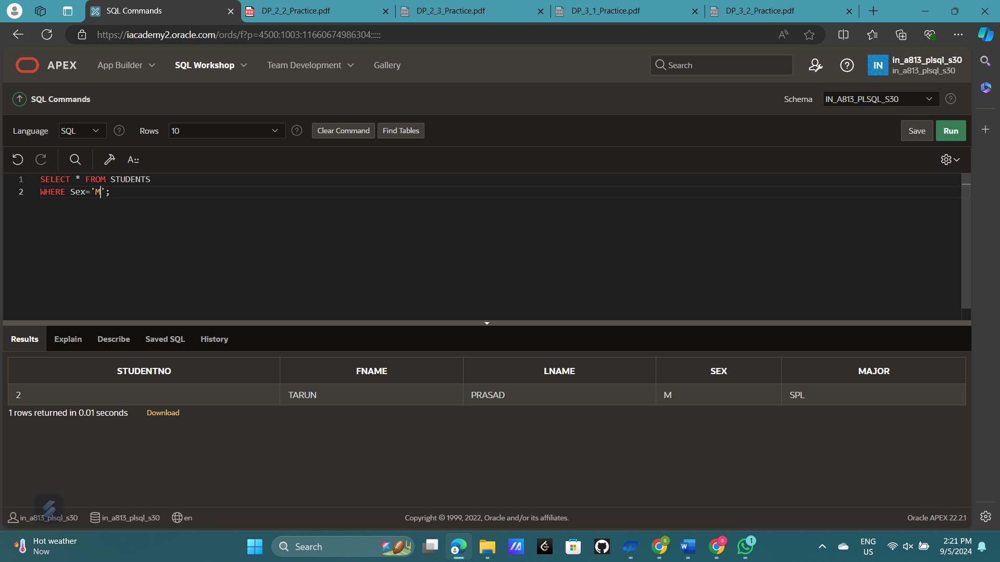 SQL Commands
DP_2_2_Practice.pdf
DP_2_3_Practice.pdf
DP_3_1_Practice.pdf
DP_3_2_Practice.pdf
https://iacademy2.oracle.com/ords/f?p=4500:1003:11660674986304:::::
APEX
App Builder
SQL Workshop
Team Development
Gallery
Search
IN
in_a813_plsql_s30
in_a813_plsql_s30
SQL Commands
Schema
IN_A813_PLSQL_S30
Language
SQL
Rows
10
Clear Command
Find Tables
Save
Run
A::
1 SELECT * FROM STUDENTS
2 WHERE Sex='M';
Results
Explain
Describe
Saved SQL
History
STUDENTNO FNAME LNAME SEX MAJOR
2 TARUN PRASAD M SPL
1 rows returned in 0.01 seconds
Download
in_a813_plsql_s30
in_a813_plsql_s30
en
Copyright © 1999, 2022, Oracle and/or its affiliates.
Oracle APEX 22.2.1
Hot weather
Now
Search
1
ENG
US
2:21 PM
9/5/2024